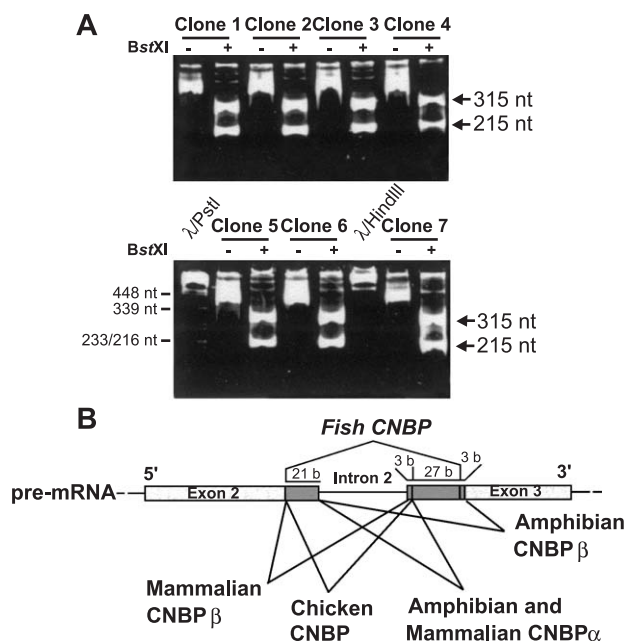 A
Clone 1 Clone 2 Clone 3 Clone 4
BstXI - + - + - + - +
315 nt
215 nt
λ/PstI Clone 5 Clone 6 λ/HindIII Clone 7
BstXI - + - + - +
448 nt
339 nt
233/216 nt
315 nt
215 nt
B
Fish CNBP
5' 21 b Intron 2 3 b 27 b 3 b 3'
pre-mRNA Exon 2 Exon 3
Amphibian
CNBP β
Mammalian
CNBP β
Chicken
CNBP
Amphibian and
Mammalian CNBPα